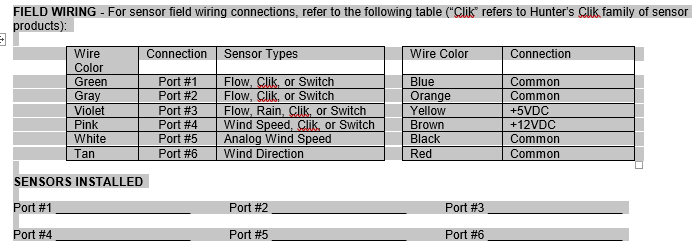 FIELD WIRING - For sensor field wiring connections, refer to the following table (“Clik” refers to Hunter’s Clik family of sensor
products):
Wire Color Connection Sensor Types Wire Color Connection
Green Port #1 Flow, Clik, or Switch Blue Common
Gray Port #2 Flow, Clik, or Switch Orange Common
Violet Port #3 Flow, Rain, Clik, or Switch Yellow +5VDC
Pink Port #4 Wind Speed, Clik, or Switch Brown +12VDC
White Port #5 Analog Wind Speed Black Common
Tan Port #6 Wind Direction Red Common
SENSORS INSTALLED
Port #1 ____________________ Port #2 ____________________ Port #3 ____________________
Port #4 ____________________ Port #5 ____________________ Port #6 ____________________